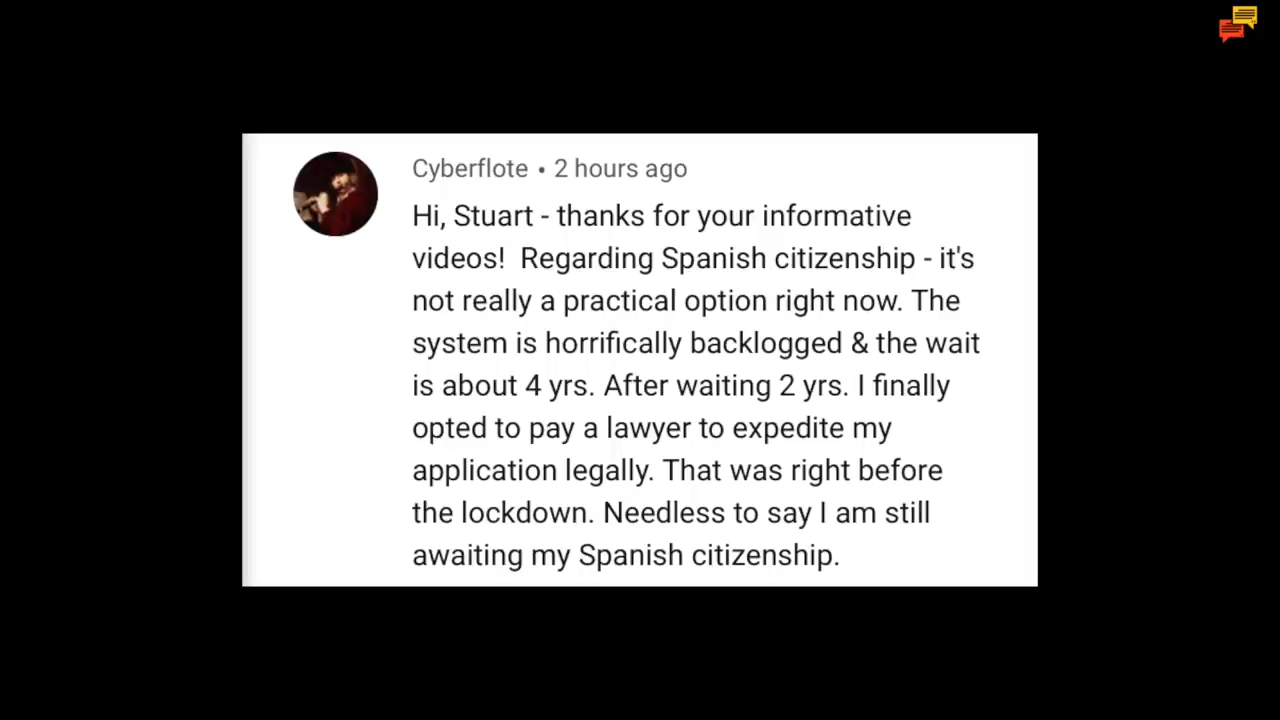 Cyberflote • 2 hours ago
Hi, Stuart - thanks for your informative
videos!  Regarding Spanish citizenship - it's
not really a practical option right now. The
system is horrifically backlogged & the wait
is about 4 yrs. After waiting 2 yrs. I finally
opted to pay a lawyer to expedite my
application legally. That was right before
the lockdown. Needless to say I am still
awaiting my Spanish citizenship.